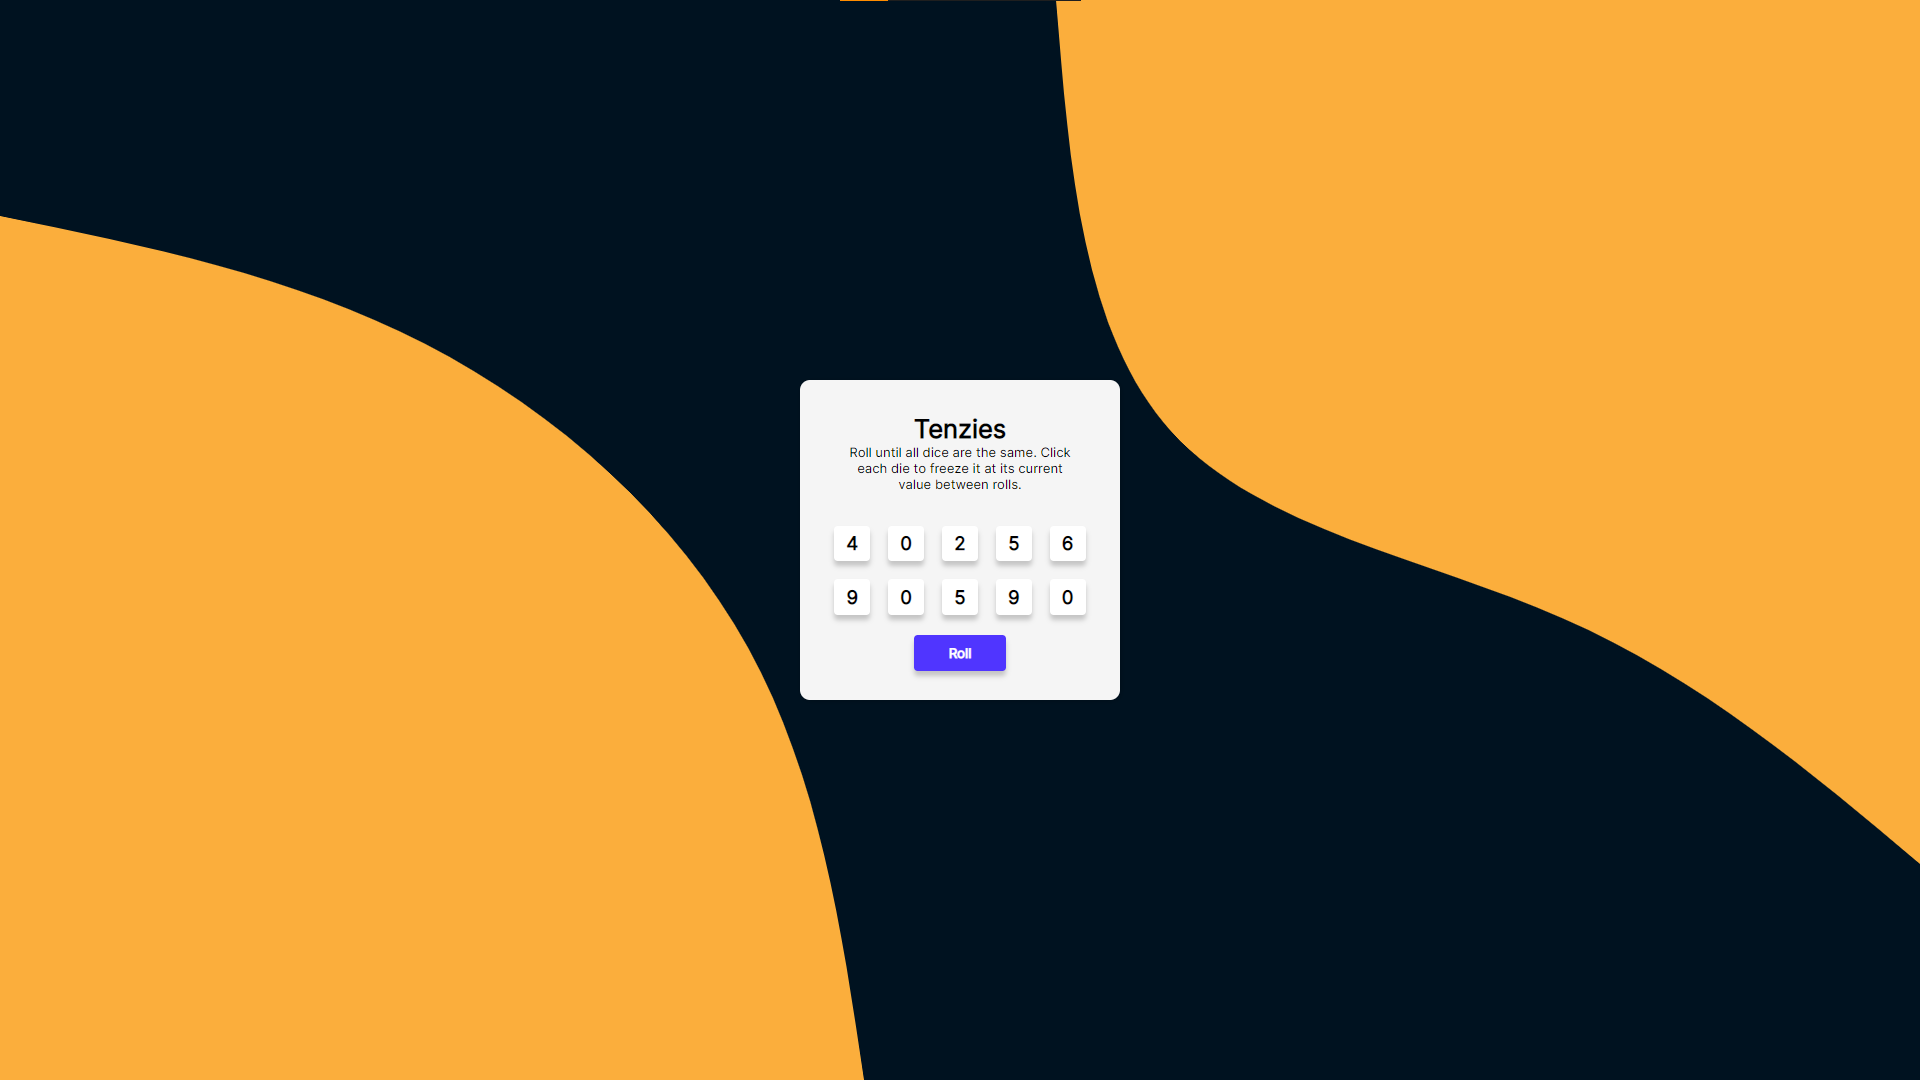 Tenzies
Roll until all dice are the same. Click
each die to freeze it at its current
value between rolls.
4 0 2 5 6
9 0 5 9 0
Roll